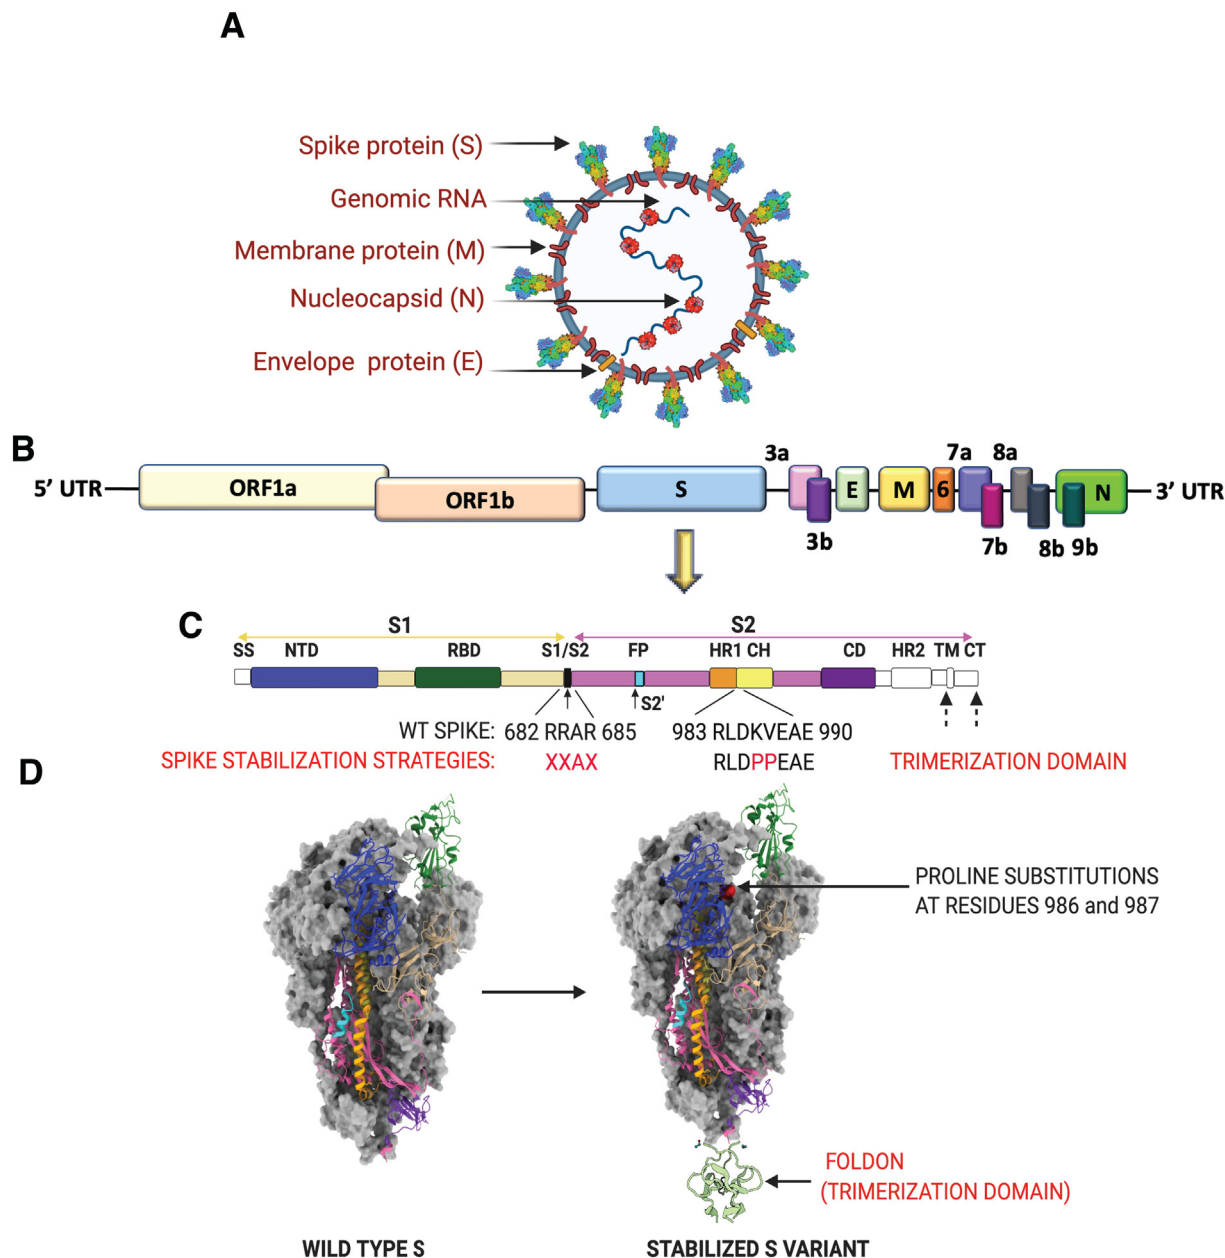 A
Spike protein (S)
Genomic RNA
Membrane protein (M)
Nucleocapsid (N)
Envelope protein (E)
B
5’ UTR ORF1a ORF1b S 3a 3b E M 6 7a 7b 8a 8b 9b N 3’ UTR
C
S1 S2
SS NTD RBD S1/S2 FP HR1 CH CD HR2 TM CT
S2'
WT SPIKE: 682 RRAR 685 983 RLDKVEAE 990
SPIKE STABILIZATION STRATEGIES: XXAX RLDPPEAE TRIMERIZATION DOMAIN
D
PROLINE SUBSTITUTIONS
AT RESIDUES 986 and 987
FOLDON
(TRIMERIZATION DOMAIN)
WILD TYPE S STABILIZED S VARIANT